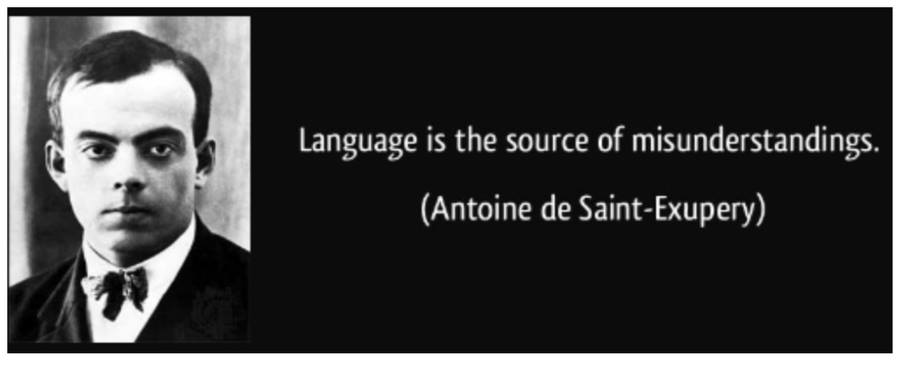 Language is the source of misunderstandings.
(Antoine de Saint-Exupery)